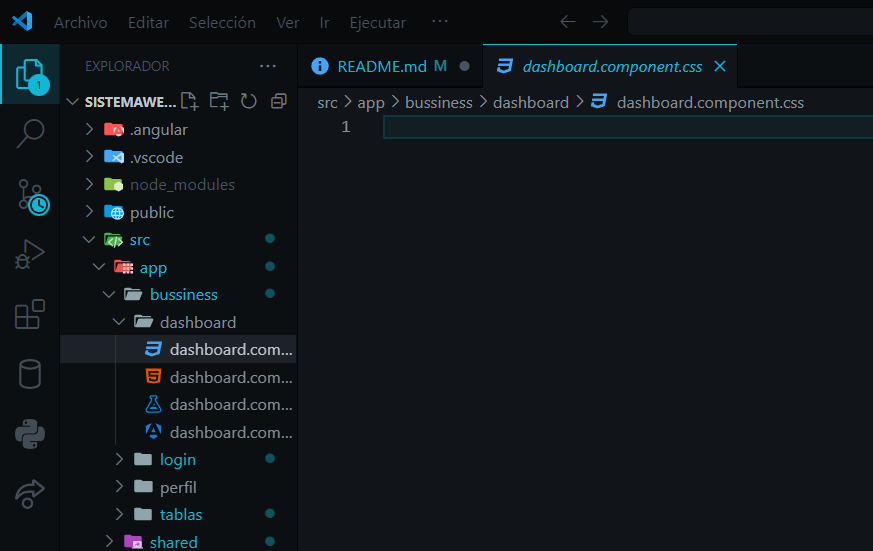 Archivo Editar Selección Ver Ir Ejecutar ···
EXPLORADOR ···
README.md M
dashboard.component.css
1
SISTEMAWE...
src > app > bussiness > dashboard > dashboard.component.css
1
.angular
.vscode
node_modules
public
src
app
bussiness
dashboard
dashboard.com...
dashboard.com...
dashboard.com...
dashboard.com...
login
perfil
tablas
shared